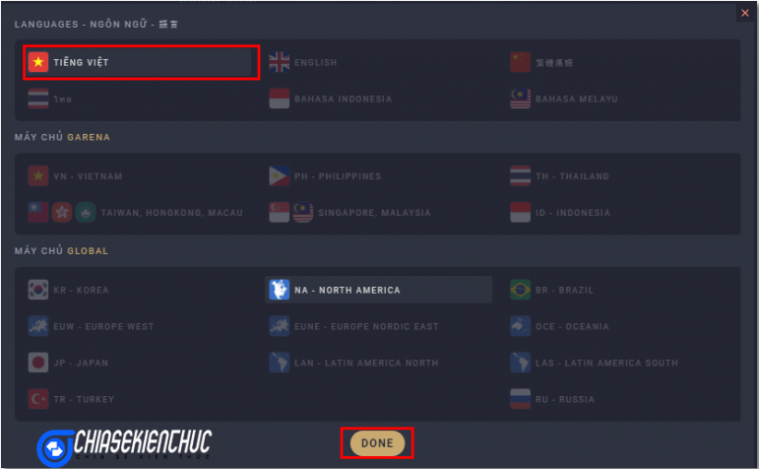 LANGUAGES - NGÔN NGỮ - 語言
TIẾNG VIỆT
ENGLISH
ไทย
BAHASA INDONESIA
BAHASA MELAYU
MÁY CHỦ GARENA
VN - VIETNAM
PH - PHILIPPINES
TH - THAILAND
TAIWAN, HONGKONG, MACAU
SINGAPORE, MALAYSIA
ID - INDONESIA
MÁY CHỦ GLOBAL
KR - KOREA
NA - NORTH AMERICA
BR - BRAZIL
EUW - EUROPE WEST
EUNE - EUROPE NORDIC EAST
OCE - OCEANIA
JP - JAPAN
LAN - LATIN AMERICA NORTH
LAS - LATIN AMERICA SOUTH
TR - TURKEY
RU - RUSSIA
DONE
CHIASEKIENTHUC